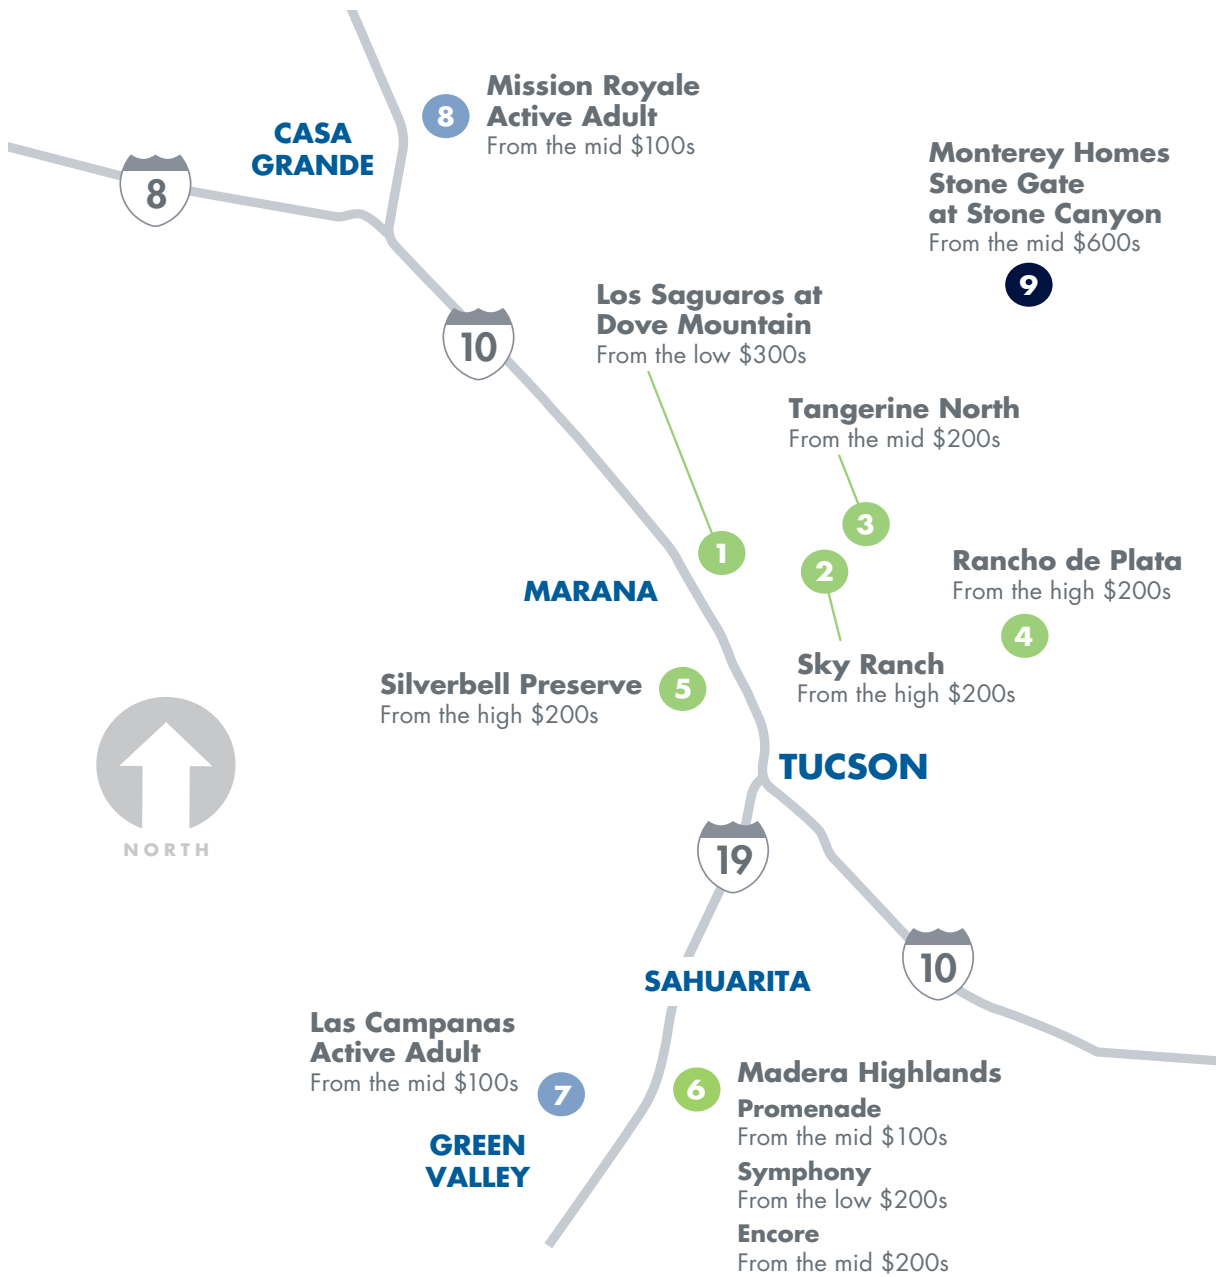 Mission Royale
Active Adult
From the mid $100s
8
CASA
GRANDE
8
Monterey Homes
Stone Gate
at Stone Canyon
From the mid $600s
9
Los Saguaros at
Dove Mountain
From the low $300s
10
Tangerine North
From the mid $200s
3
1
2
Rancho de Plata
From the high $200s
4
MARANA
Sky Ranch
From the high $200s
Silverbell Preserve
From the high $200s
5
TUCSON
NORTH
19
10
SAHUARITA
Las Campanas
Active Adult
From the mid $100s
7
GREEN
VALLEY
6
Madera Highlands
Promenade
From the mid $100s
Symphony
From the low $200s
Encore
From the mid $200s